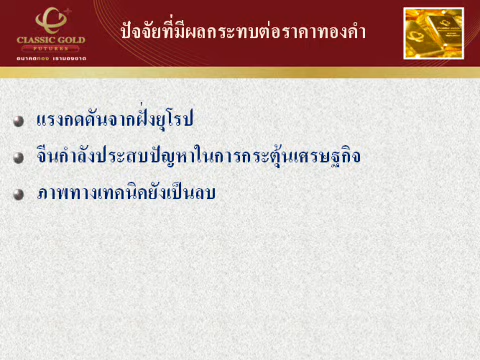 ปัจจัยที่มีผลกระทบต่อราคาทองคำ
CLASSIC GOLD
FUTURES
อนาคตทอง เรามองขาด
แรงกดดันจากฝั่งยุโรป
จีนกำลังประสบปัญหาในการกระตุ้นเศรษฐกิจ
ภาพทางเทคนิคยังเป็นลบ